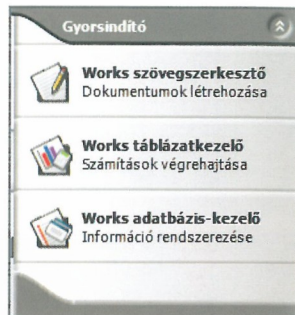 Gyorsindító
Works szövegszerkesztő
Dokumentumok létrehozása
Works táblázatkezelő
Számítások végrehajtása
Works adatbázis-kezelő
Információ rendszerezése